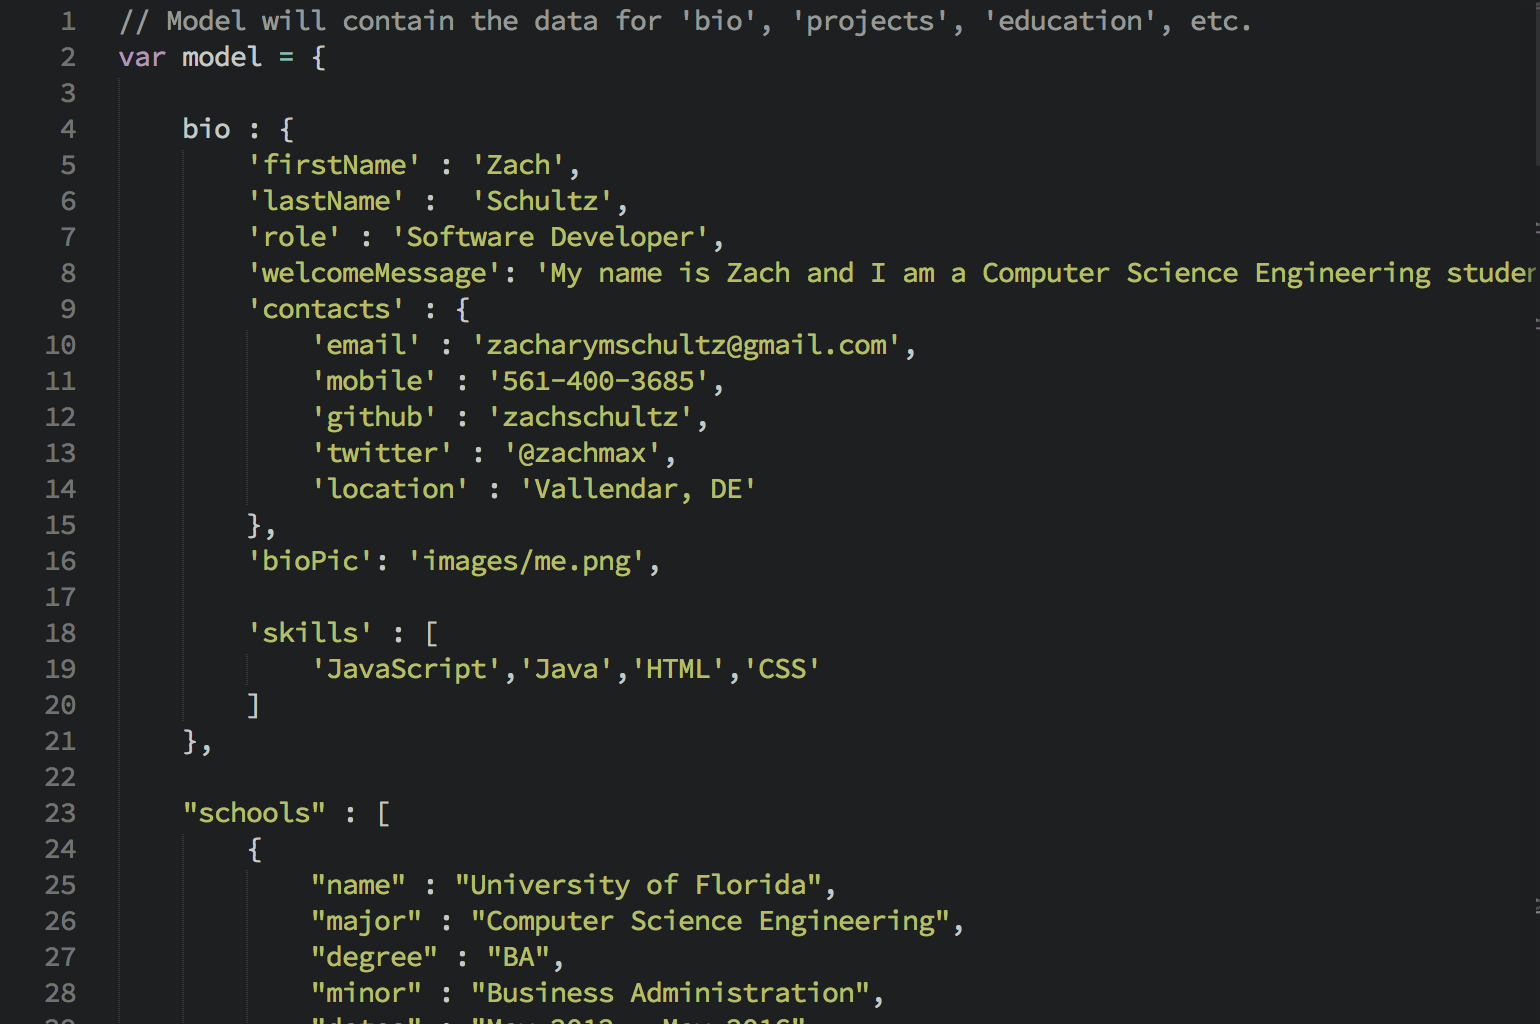 1 // Model will contain the data for 'bio', 'projects', 'education', etc.
2 var model = {
3
4 bio : {
5 'firstName' : 'Zach',
6 'lastName' :  'Schultz',
7 'role' : 'Software Developer',
8 'welcomeMessage': 'My name is Zach and I am a Computer Science Engineering
9 'contacts' : {
10 'email' : 'zacharymschultz@gmail.com',
11 'mobile' : '561-400-3685',
12 'github' : 'zachschultz',
13 'twitter' : '@zachmax',
14 'location' : 'Vallendar, DE'
15 },
16 'bioPic': 'images/me.png',
17
18 'skills' : [
19 'JavaScript','Java','HTML','CSS'
20 ]
21 },
22
23 "schools" : [
24 {
25 "name" : "University of Florida",
26 "major" : "Computer Science Engineering",
27 "degree" : "BA",
28 "minor" : "Business Administration",